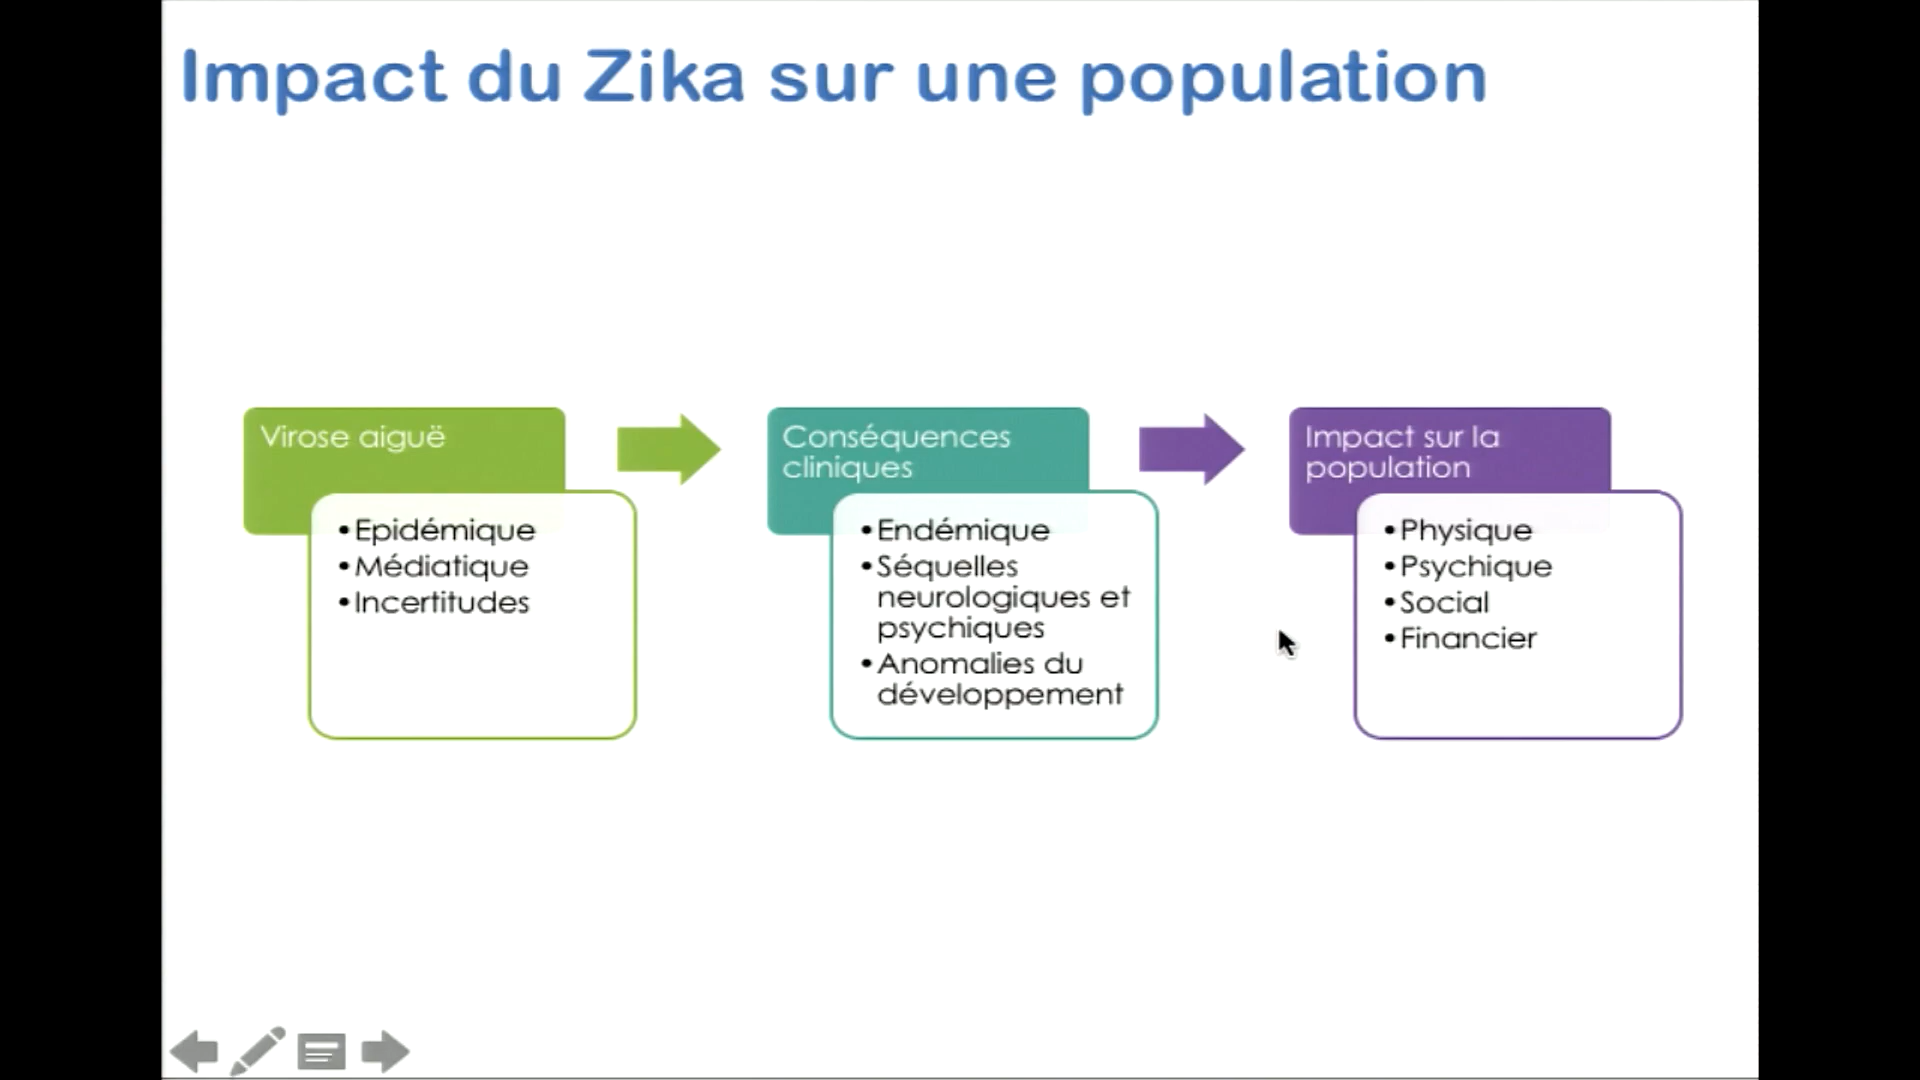 Impact du Zika sur une population
Virose aiguë
•Epidémique
•Médiatique
•Incertitudes
Conséquences
cliniques
•Endémique
•Séquelles
neurologiques et
psychiques
•Anomalies du
développement
Impact sur la
population
•Physique
•Psychique
•Social
•Financier